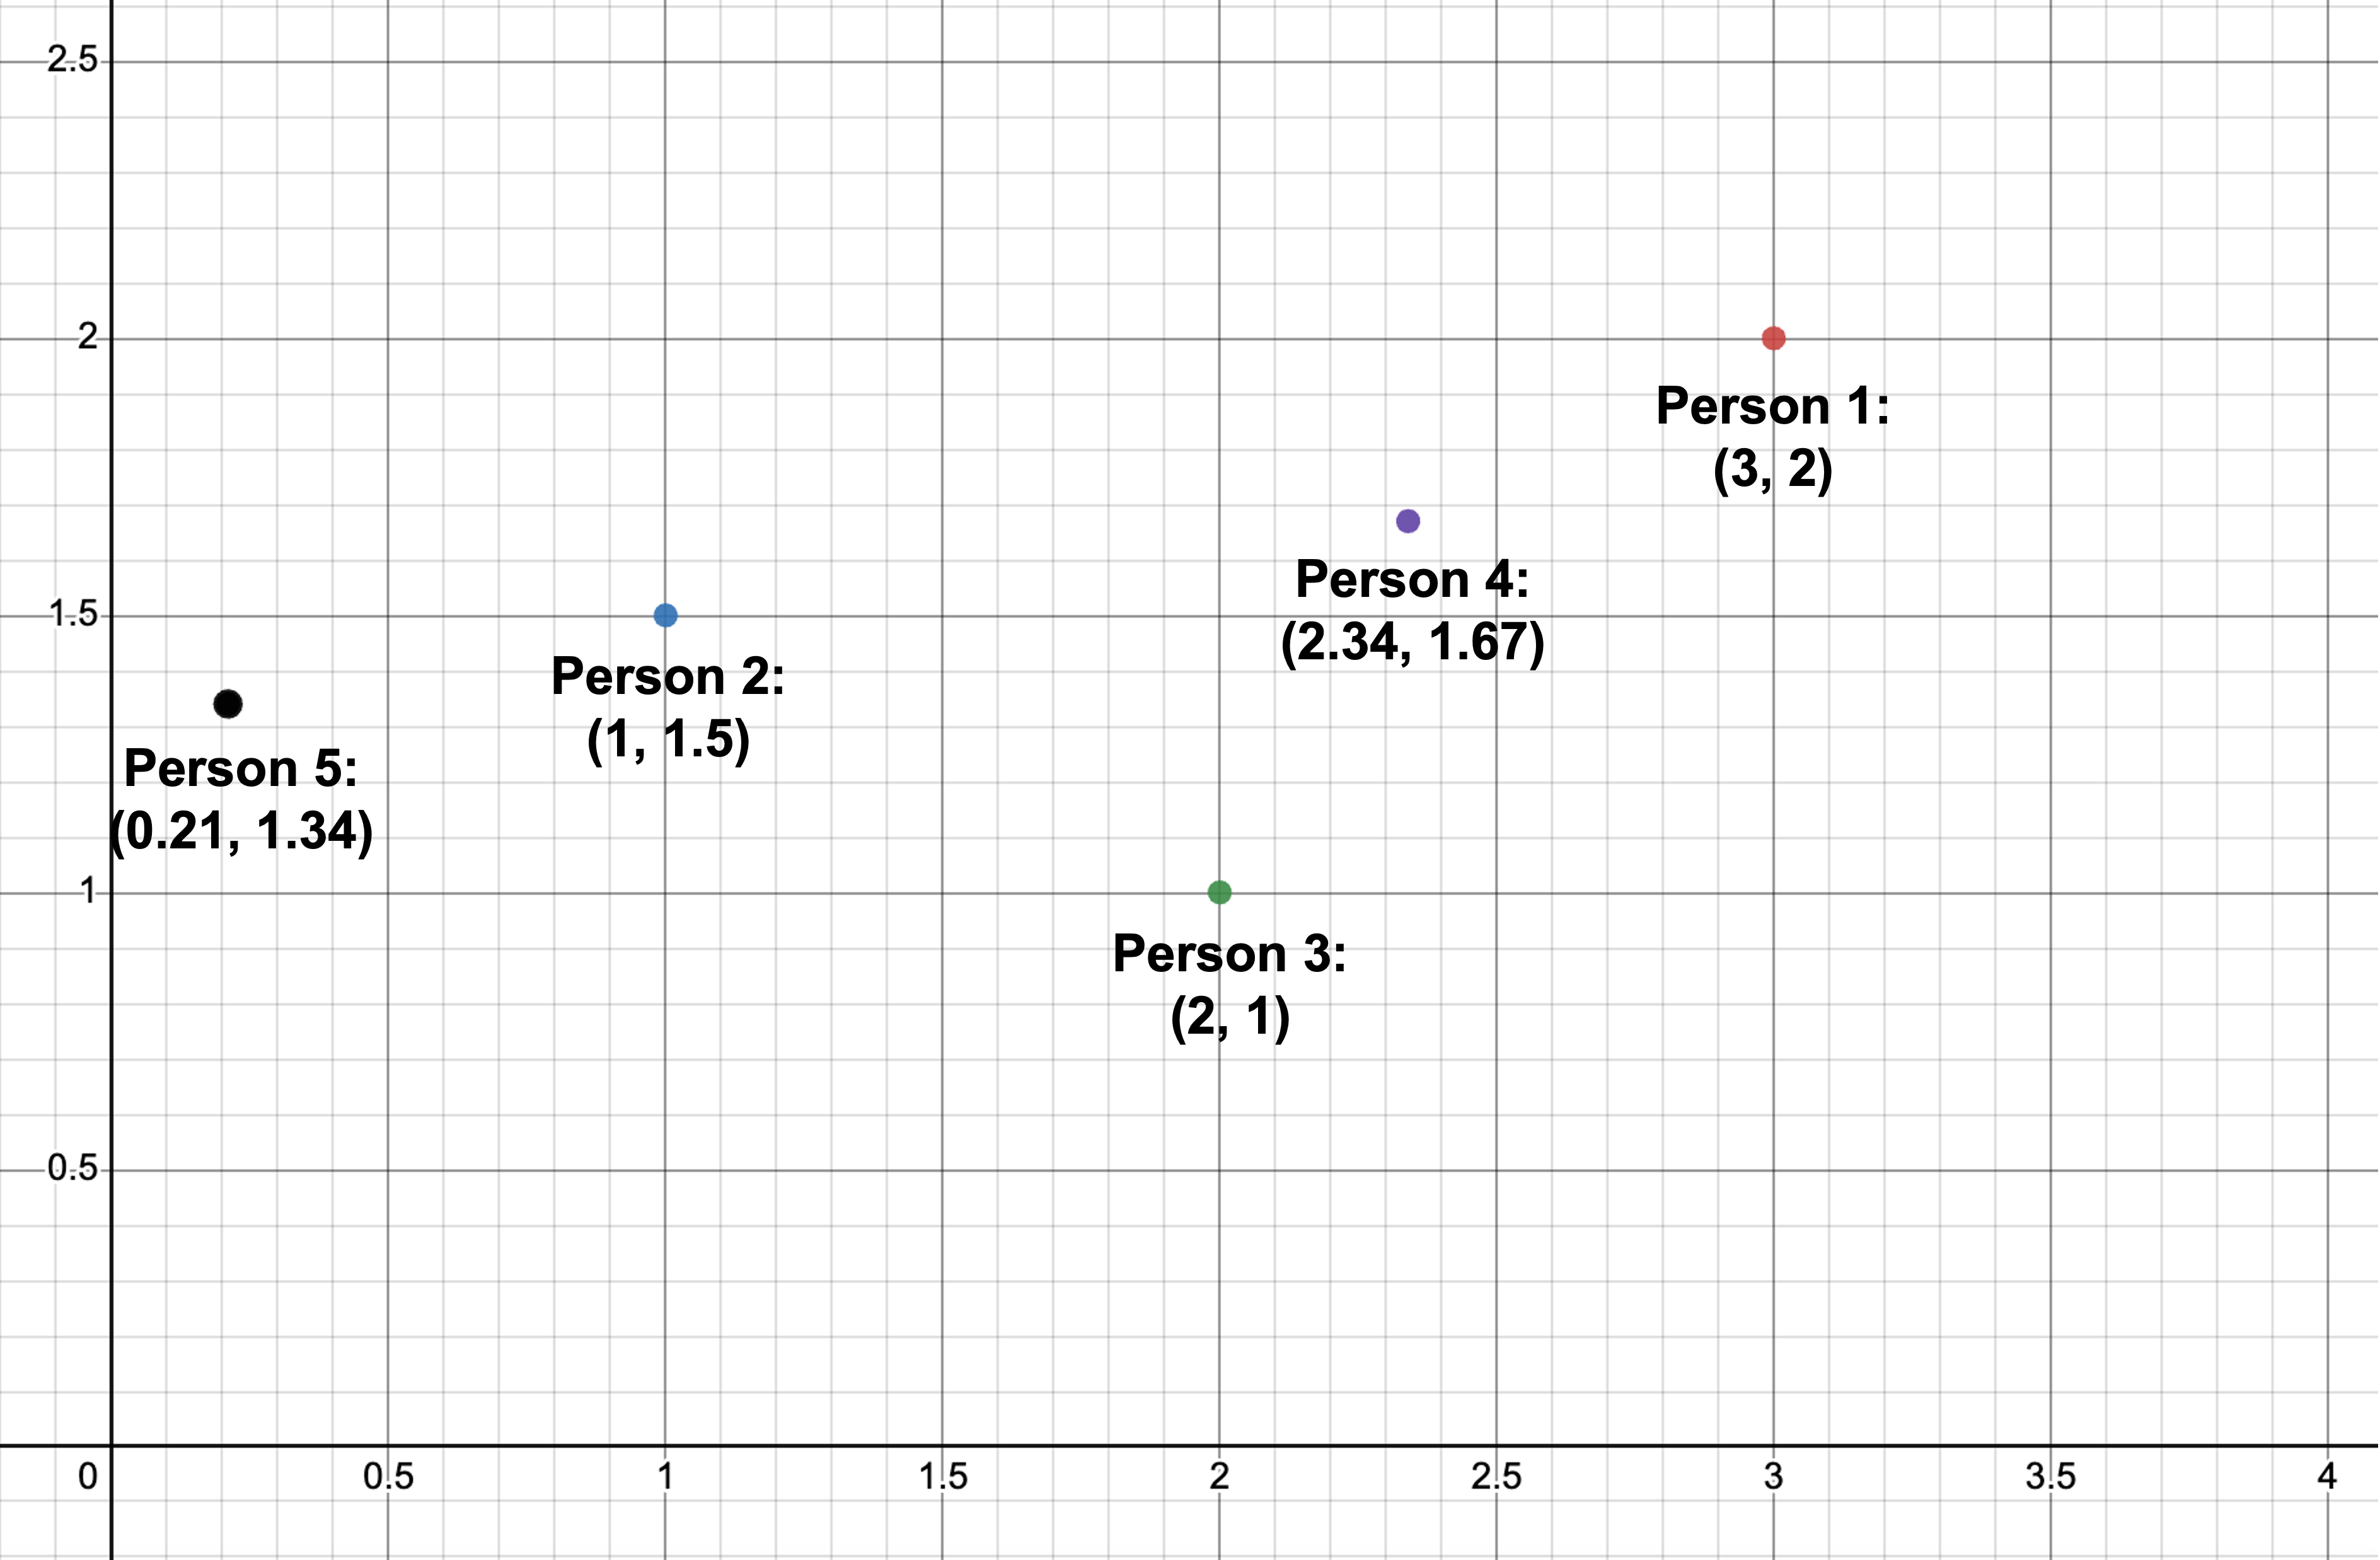 2.5
2
Person 1:
(3, 2)
Person 4:
(2.34, 1.67)
1.5
Person 2:
(1, 1.5)
Person 5:
(0.21, 1.34)
1
Person 3:
(2, 1)
0.5
0 0.5 1 1.5 2 2.5 3 3.5 4